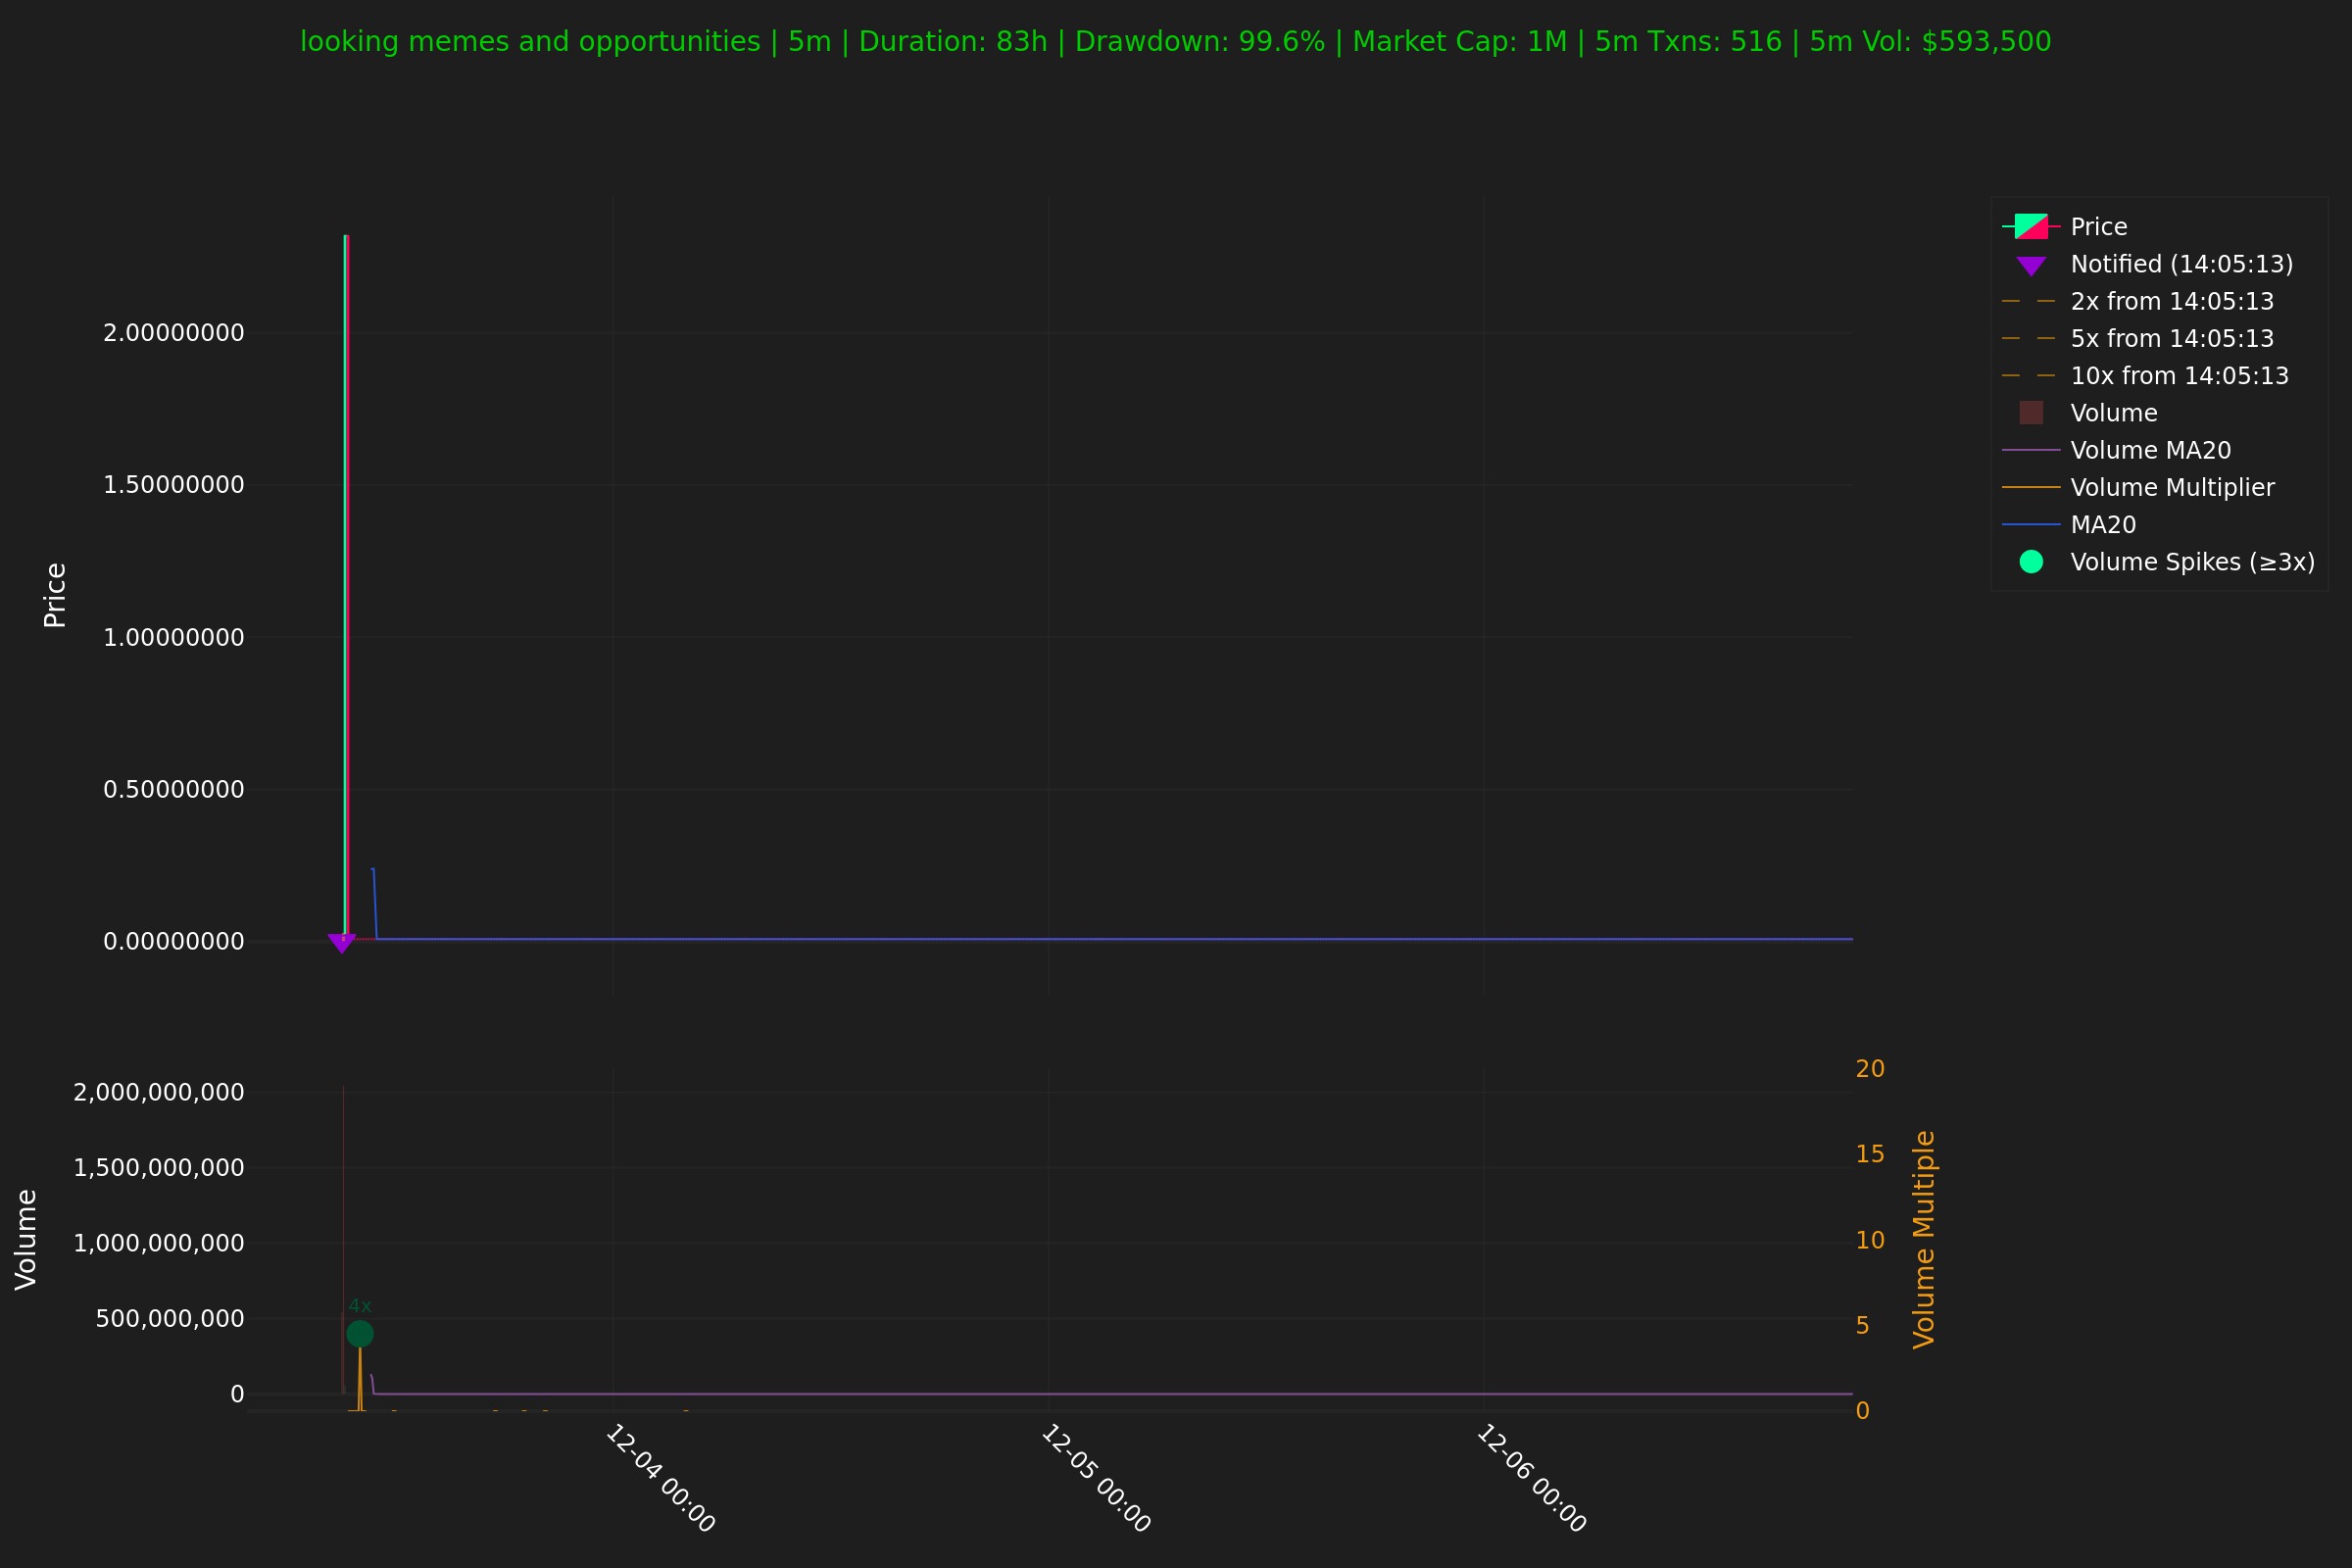 looking memes and opportunities | 5m | Duration: 83h | Drawdown: 99.6% | Market Cap: 1M | 5m Txns: 516 | 5m Vol: $593,500
Price
2.00000000
1.50000000
1.00000000
0.50000000
0.00000000
Price
Notified (14:05:13)
2x from 14:05:13
5x from 14:05:13
10x from 14:05:13
Volume
Volume MA20
Volume Multiplier
MA20
Volume Spikes (≥3x)
Volume
2,000,000,000
1,500,000,000
1,000,000,000
500,000,000
0
4x
20
15
10
5
0
Volume Multiple
12-04 00:00
12-05 00:00
12-06 00:00